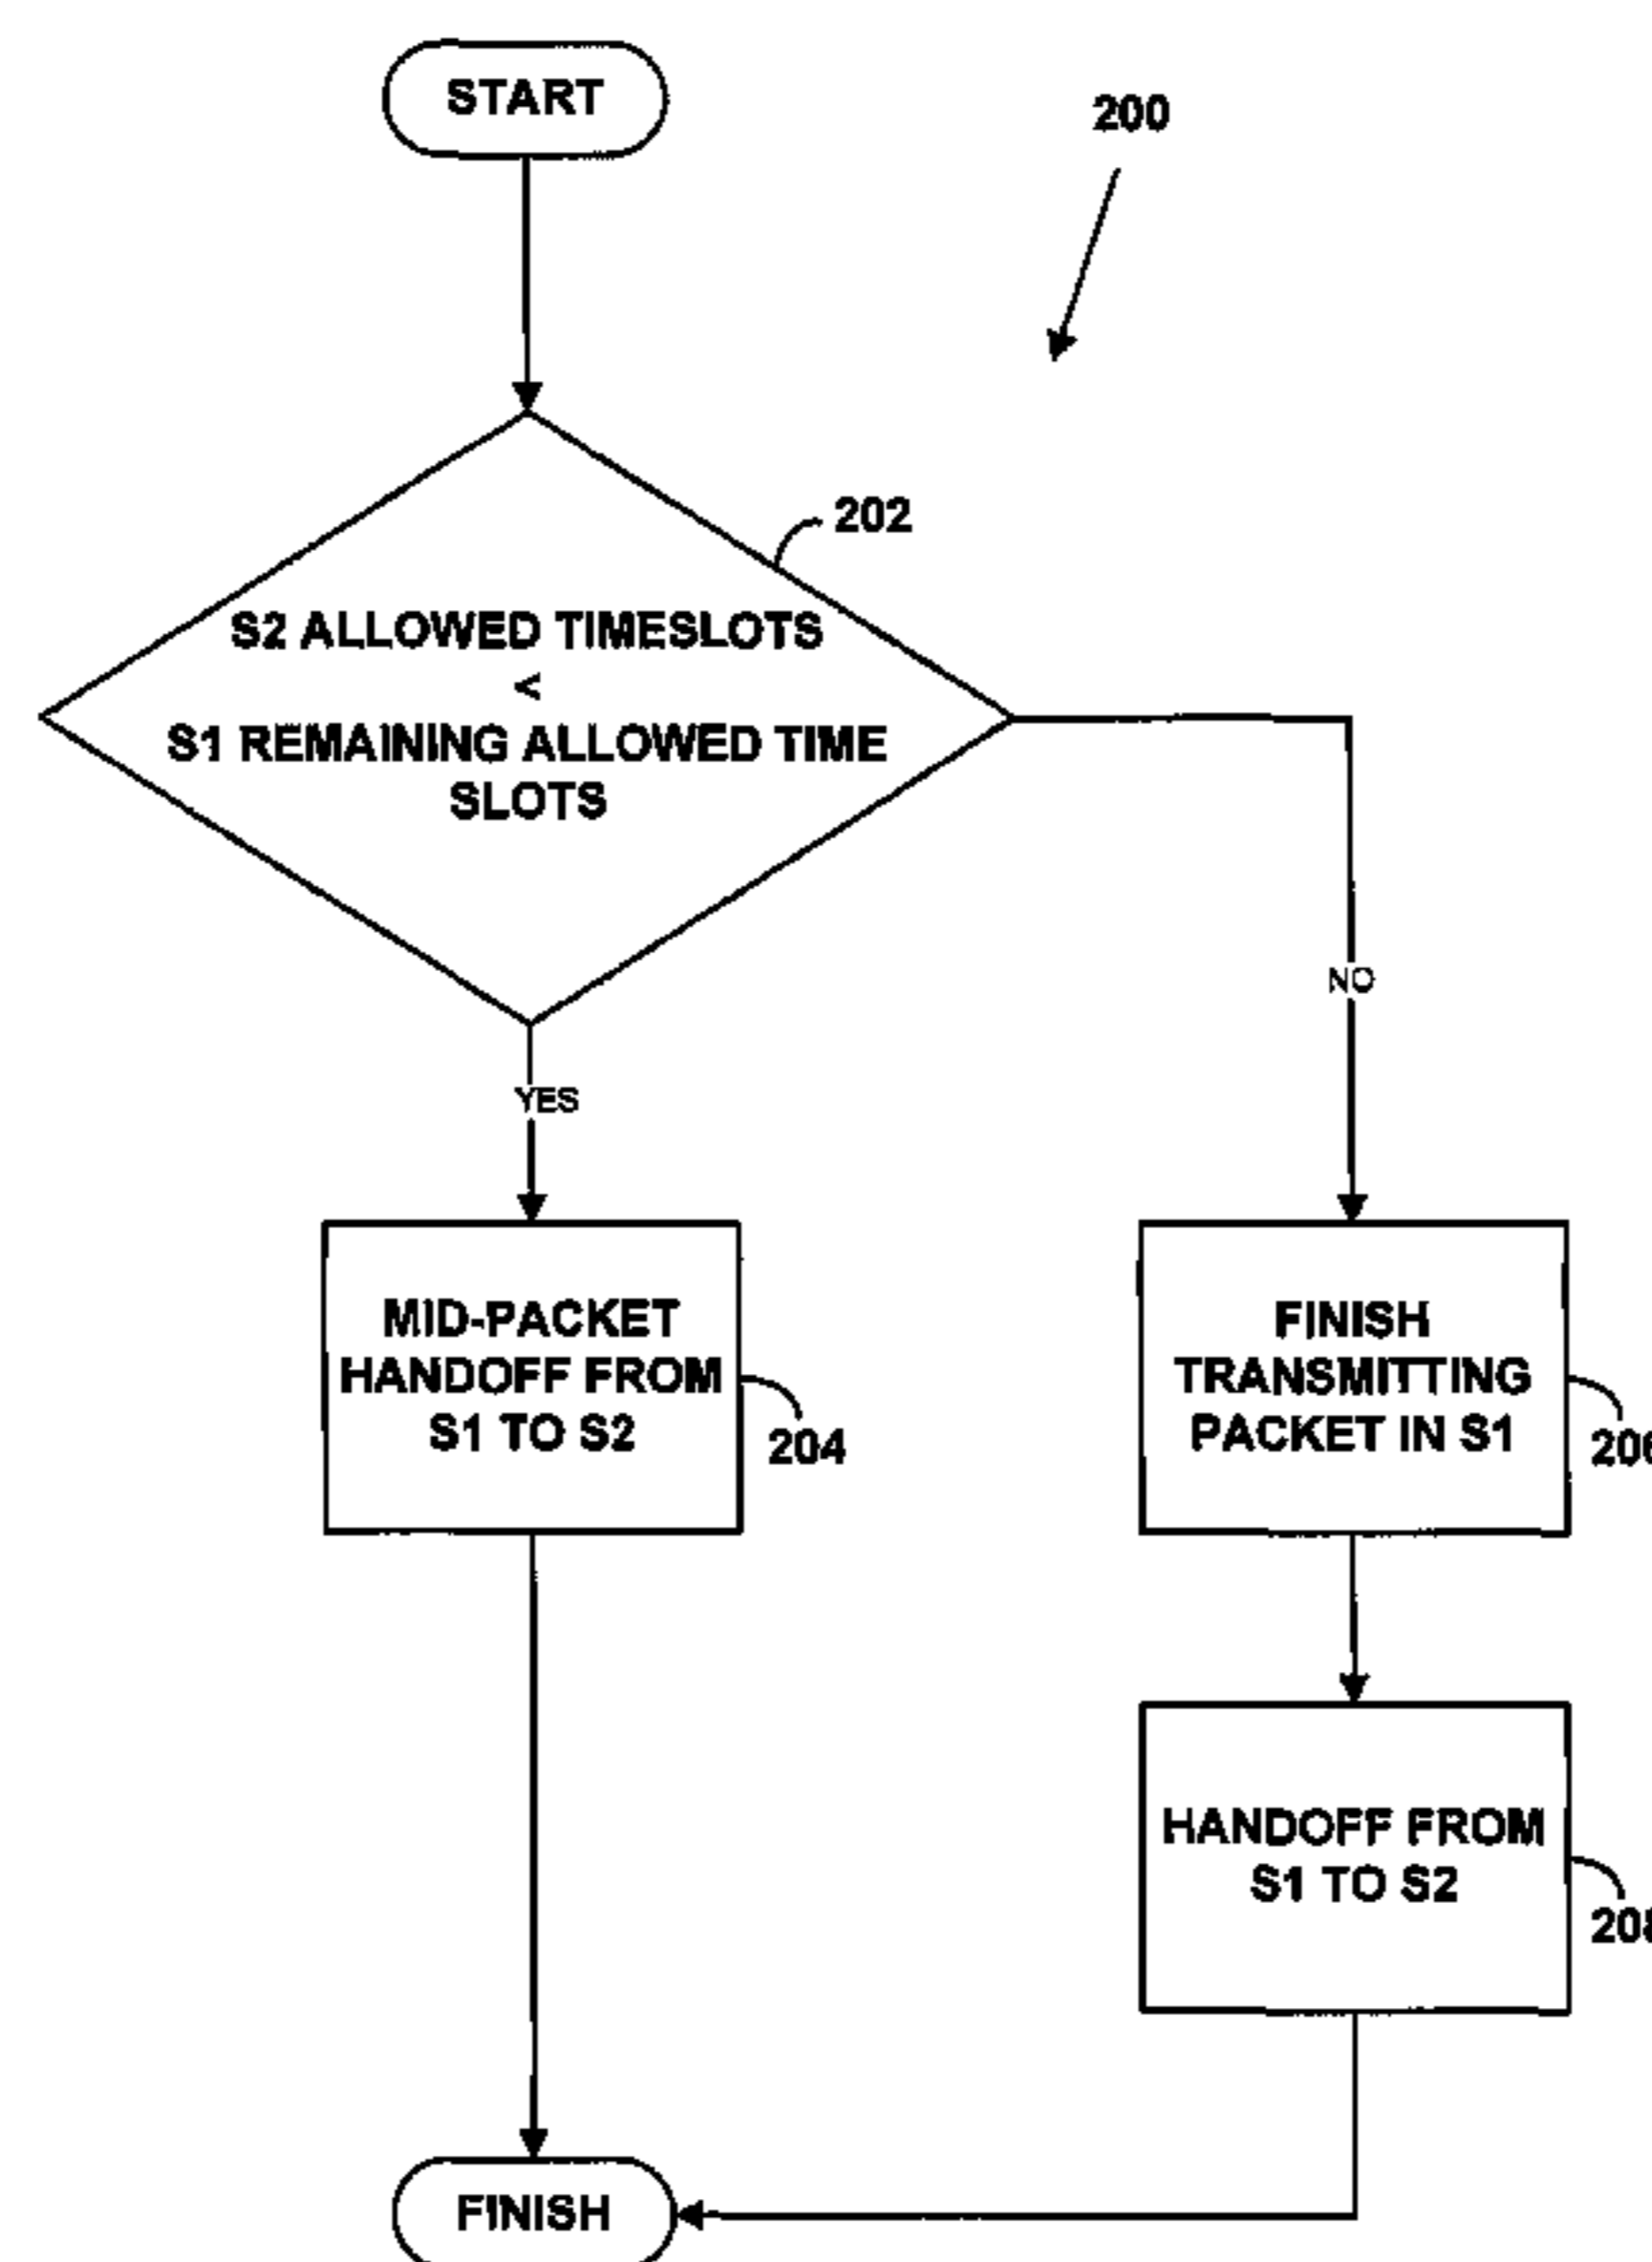 START
200
202
S2 ALLOWED TIMESLOTS
<
S1 REMAINING ALLOWED TIME
SLOTS
NO
YES
MID-PACKET
HANDOFF FROM
S1 TO S2
204
FINISH
TRANSMITTING
PACKET IN S1
HANDOFF FROM
S1 TO S2
FINISH